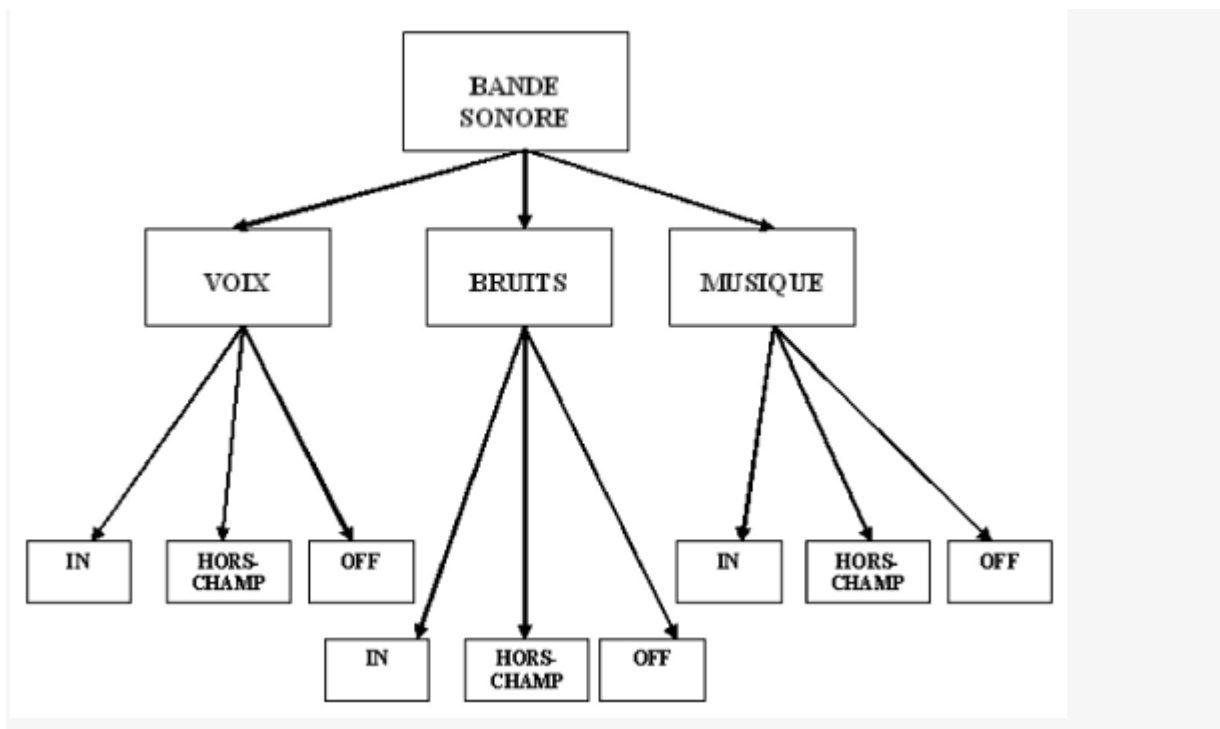 BANDE
SONORE
VOIX
BRUITS
MUSIQUE
IN
HORS-
CHAMP
OFF
IN
HORS-
CHAMP
OFF
IN
HORS-
CHAMP
OFF